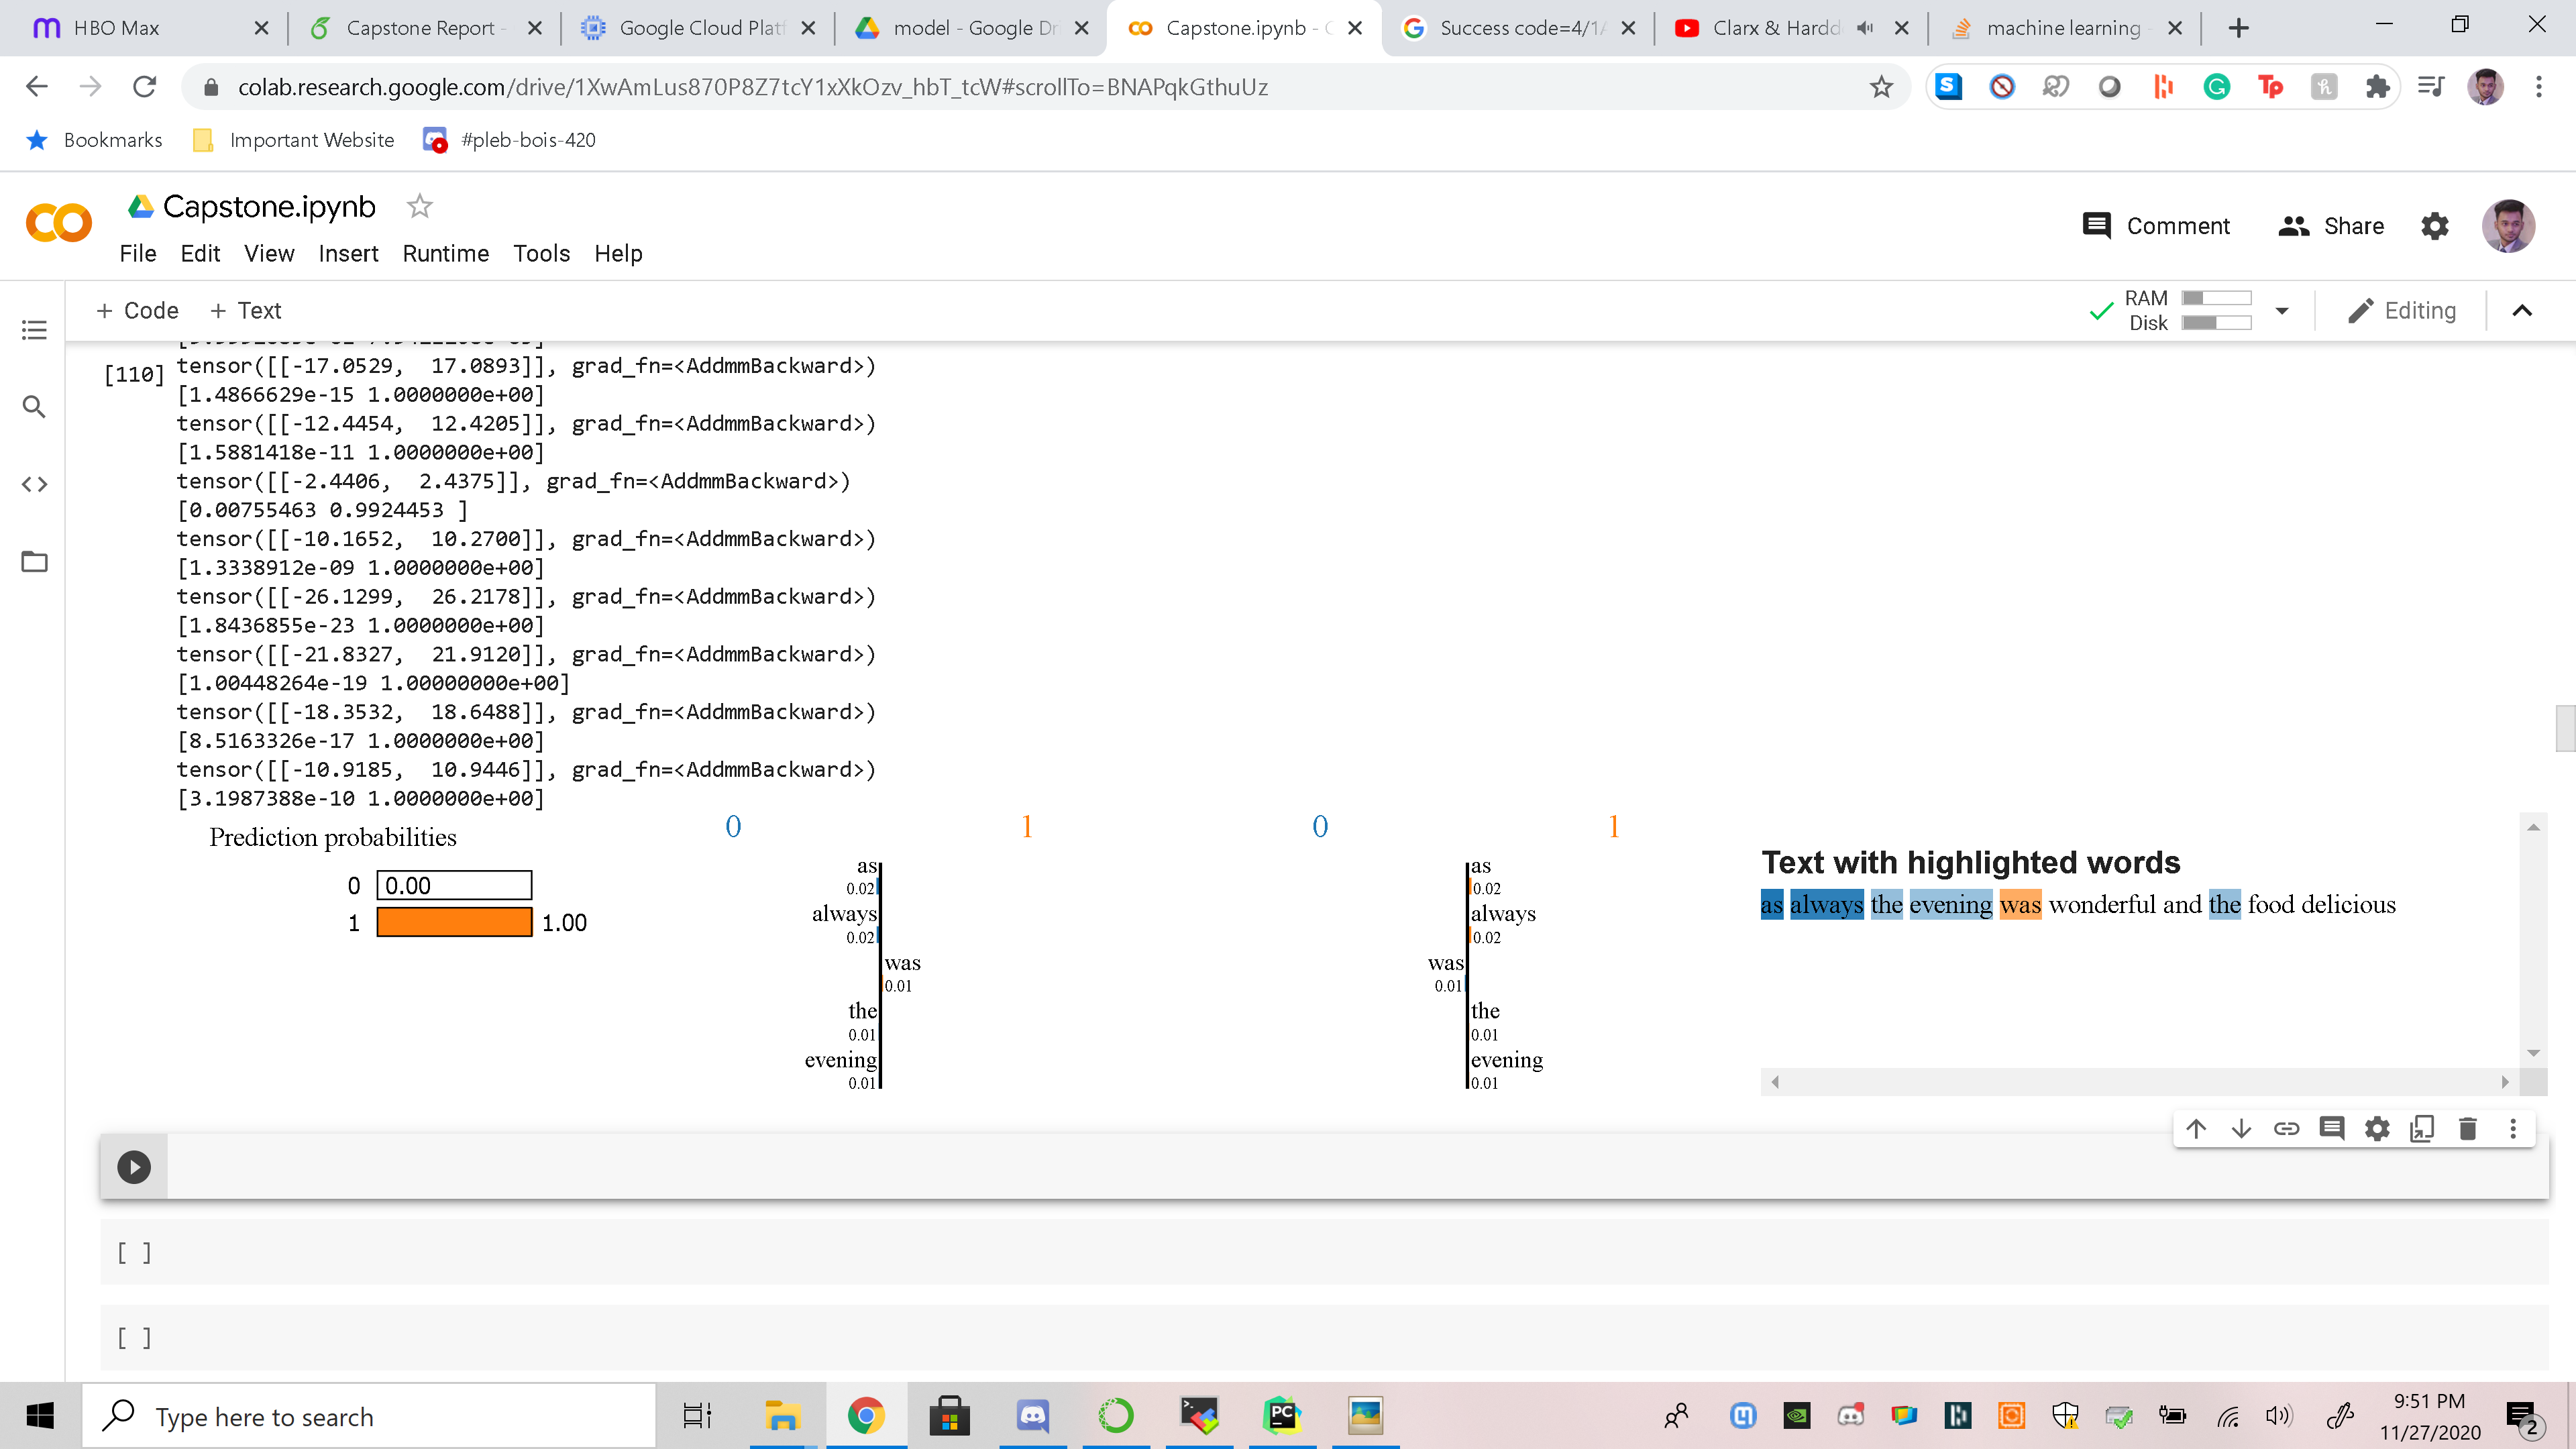 HBO Max
Capstone Report -
Google Cloud Platf
model - Google Dr
Capstone.ipynb - C
Success code=4/1A
Clarx & Hardd
machine learning -
colab.research.google.com/drive/1XwAmLus870P8Z7tcY1xXkOzv_hbT_tcW#scrollTo=BNAPqkGthuUz
Bookmarks
Important Website
#pleb-bois-420
Capstone.ipynb
Comment
Share
File Edit View Insert Runtime Tools Help
+ Code + Text
RAM
Disk
Editing
[110]
tensor([[-17.0529, 17.0893]], grad_fn=<AddmmBackward>)
[1.4866629e-15 1.0000000e+00]
tensor([[-12.4454, 12.4205]], grad_fn=<AddmmBackward>)
[1.5881418e-11 1.0000000e+00]
tensor([[-2.4406, 2.4375]], grad_fn=<AddmmBackward>)
[0.00755463 0.9924453 ]
tensor([[-10.1652, 10.2700]], grad_fn=<AddmmBackward>)
[1.3338912e-09 1.0000000e+00]
tensor([[-26.1299, 26.2178]], grad_fn=<AddmmBackward>)
[1.8436855e-23 1.0000000e+00]
tensor([[-21.8327, 21.9120]], grad_fn=<AddmmBackward>)
[1.00448264e-19 1.00000000e+00]
tensor([[-18.3532, 18.6488]], grad_fn=<AddmmBackward>)
[8.5163326e-17 1.0000000e+00]
tensor([[-10.9185, 10.9446]], grad_fn=<AddmmBackward>)
[3.1987388e-10 1.0000000e+00]
Prediction probabilities
0 0.00
1 1.00
0 1
as
0.02
always
0.02
was
0.01
the
0.01
evening
0.01
0 1
as
0.02
always
0.02
was
0.01
the
0.01
evening
0.01
Text with highlighted words
as always the evening was wonderful and the food delicious
[ ]
[ ]
Type here to search
PC
9:51 PM
11/27/2020
2